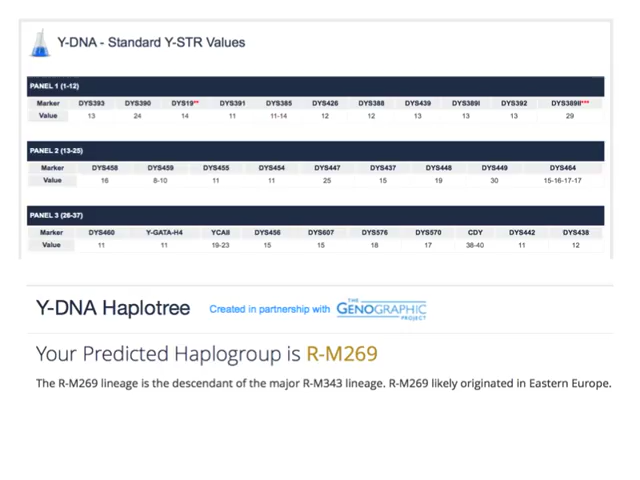 Y-DNA - Standard Y-STR Values
PANEL 1 (1-12)
Marker DYS393 DYS390 DYS19** DYS391 DYS385 DYS426 DYS388 DYS439 DYS389I DYS392 DYS389II***
Value 13 24 14 11 11-14 12 12 13 13 13 29
PANEL 2 (13-25)
Marker DYS458 DYS459 DYS455 DYS454 DYS447 DYS437 DYS448 DYS449 DYS464
Value 16 8-10 11 11 25 15 19 30 15-16-17-17
PANEL 3 (26-37)
Marker DYS460 Y-GATA-H4 YCAII DYS456 DYS607 DYS576 DYS570 CDY DYS442 DYS438
Value 11 11 19-23 15 15 18 17 38-40 11 12
Y-DNA Haplotree Created in partnership with THE GENOGRAPHIC PROJECT
Your Predicted Haplogroup is R-M269
The R-M269 lineage is the descendant of the major R-M343 lineage. R-M269 likely originated in Eastern Europe.